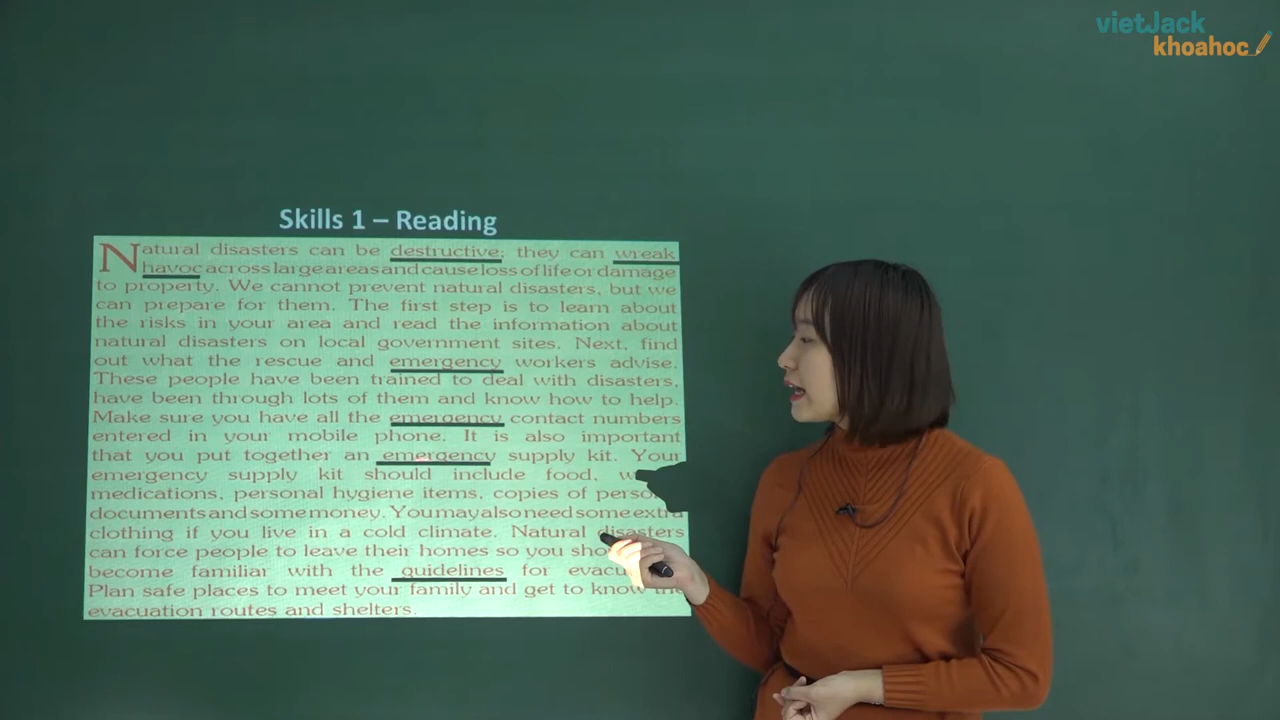 vietJack
khoahoc
Skills 1 – Reading
Natural disasters can be destructive; they can wreak
havoc across large areas and cause loss of life or damage
to property. We cannot prevent natural disasters, but we
can prepare for them. The first step is to learn about
the risks in your area and read the information about
natural disasters on local government sites. Next, find
out what the rescue and emergency workers advise.
These people have been trained to deal with disasters,
have been through lots of them and know how to help.
Make sure you have all the emergency contact numbers
entered in your mobile phone. It is also important
that you put together an emergency supply kit. Your
emergency supply kit should include food,
medications, personal hygiene items, copies of
documents and some money. You may also need some extra
clothing if you live in a cold climate. Natural disasters
can force people to leave their homes so you
become familiar with the guidelines for
Plan safe places to meet your family and get to know the
evacuation routes and shelters.